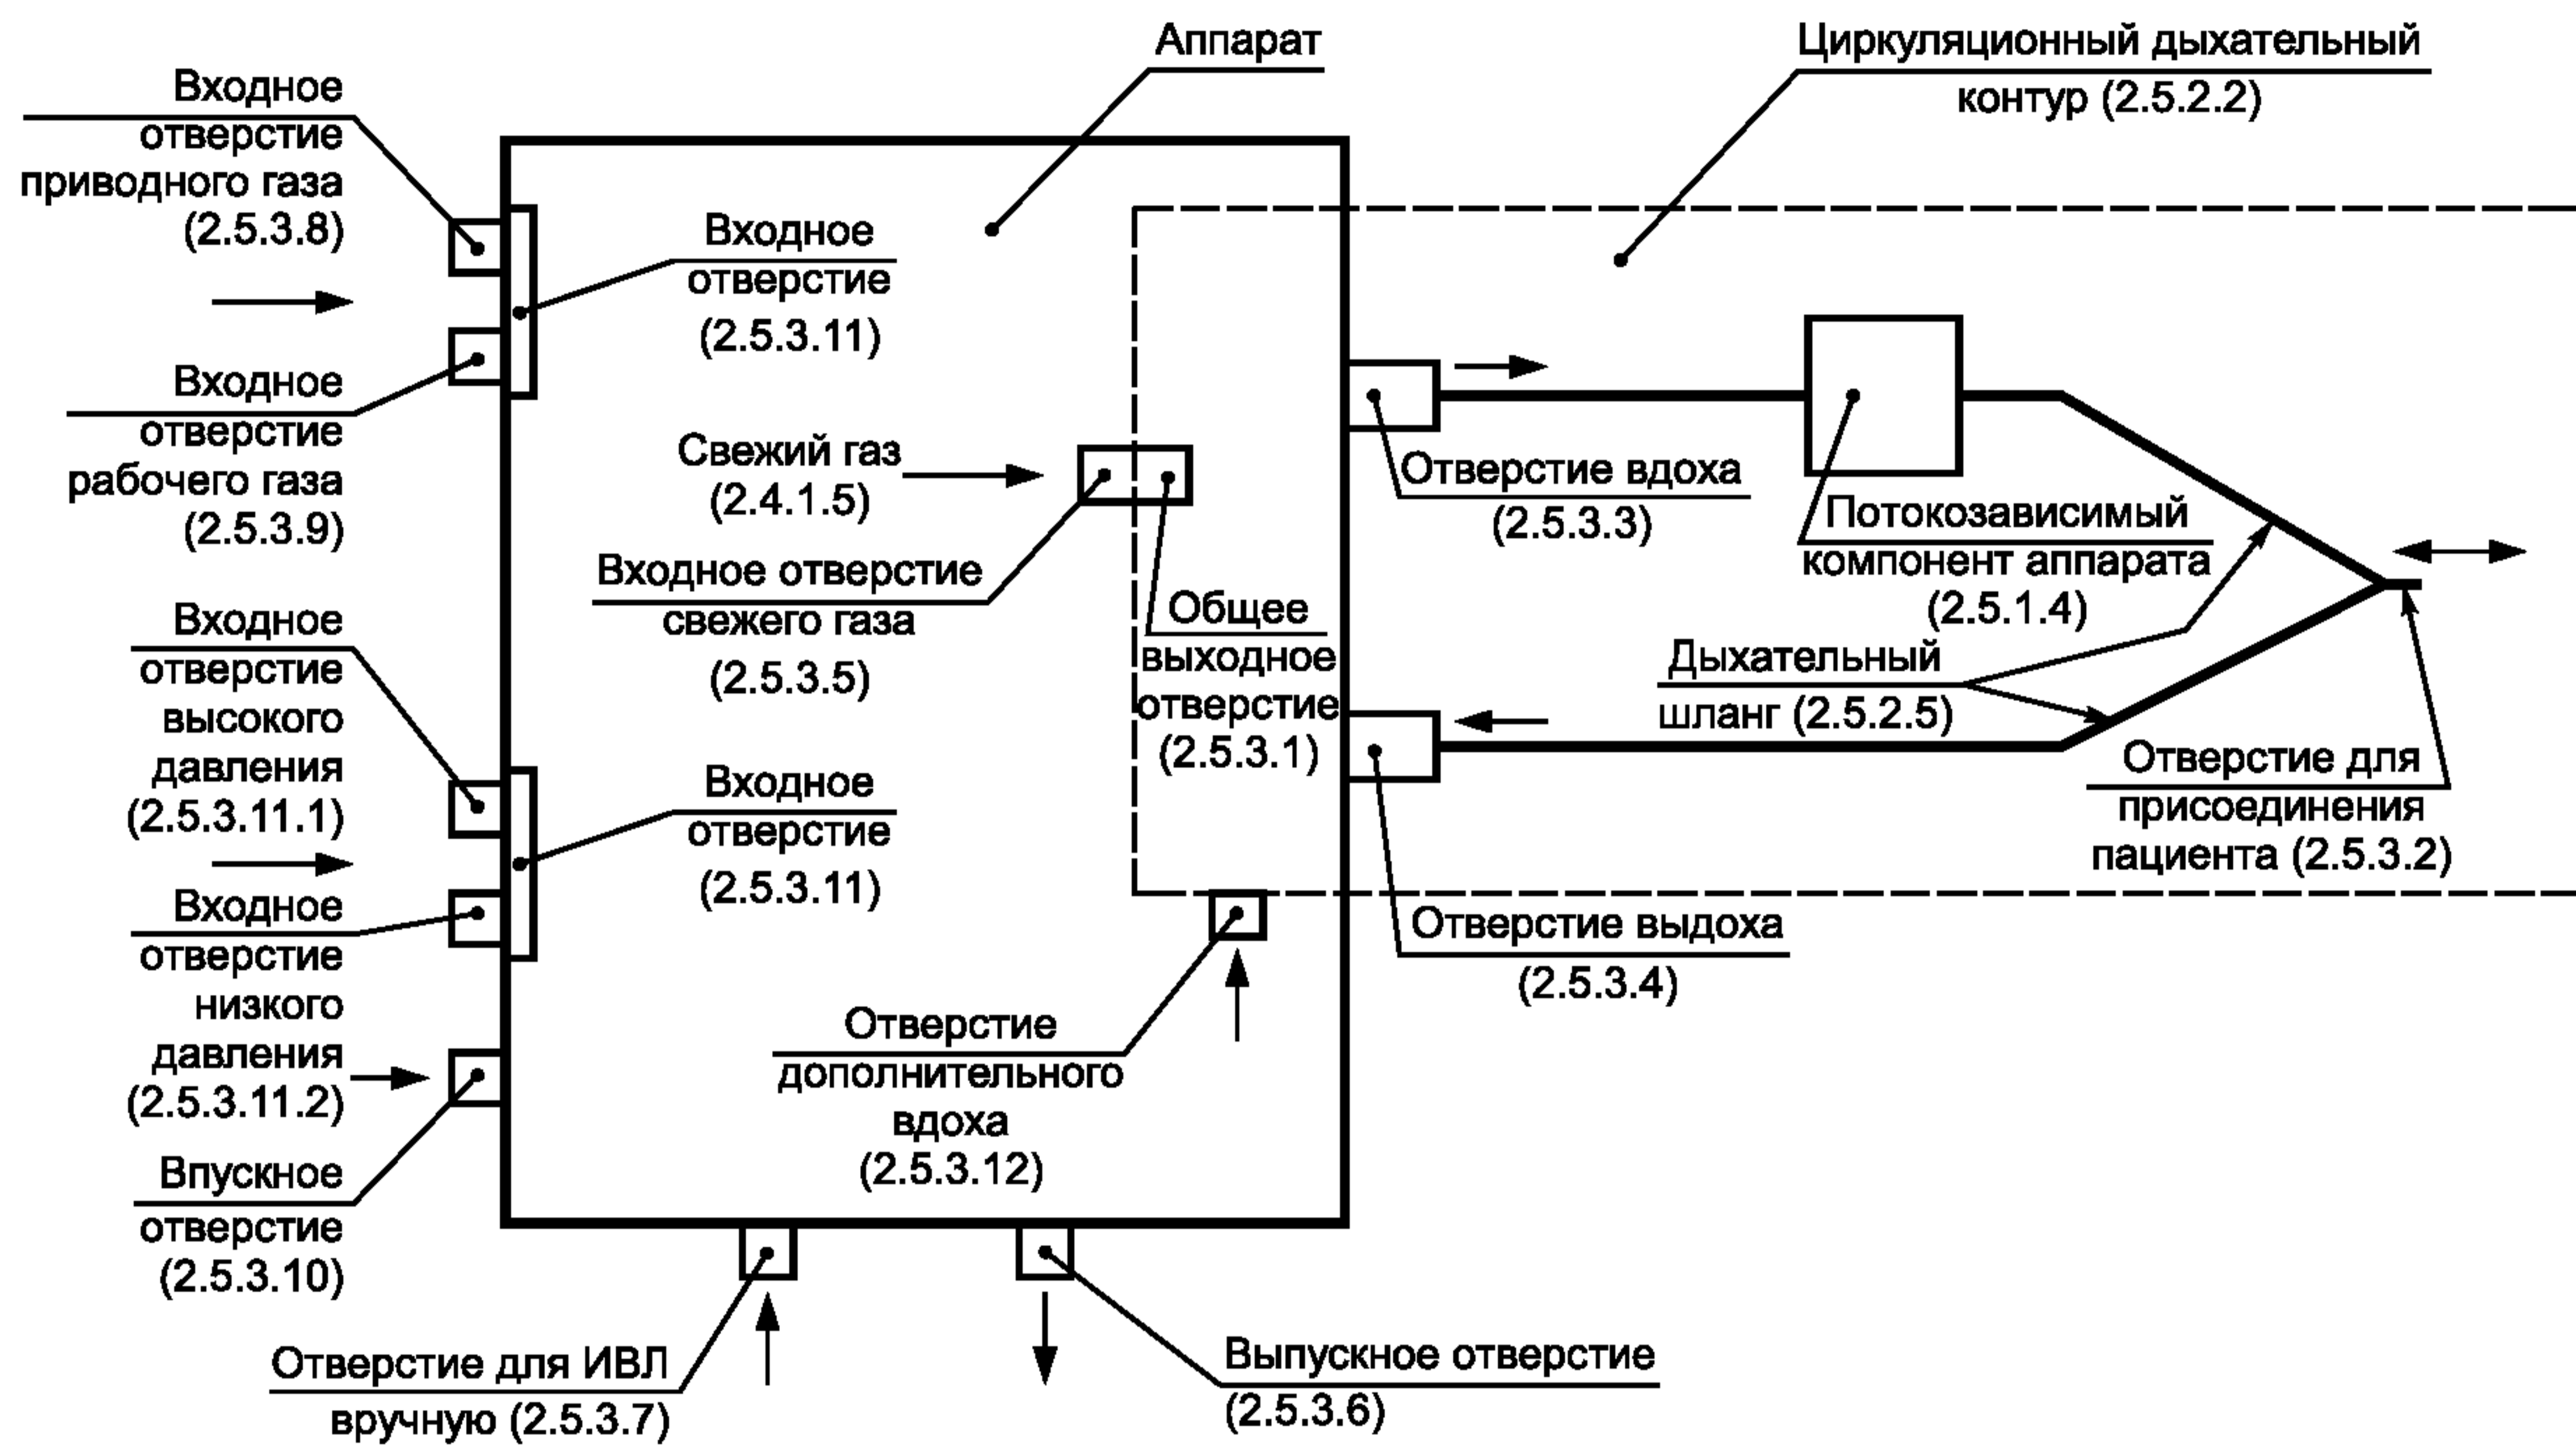 Аппарат
Циркуляционный дыхательный
контур (2.5.2.2)
Входное
отверстие
приводного газа
(2.5.3.8)
Входное
отверстие
(2.5.3.11)
Входное
отверстие
рабочего газа
(2.5.3.9)
Свежий газ
(2.4.1.5)
Отверстие вдоха
(2.5.3.3)
Потокозависимый
компонент аппарата
(2.5.1.4)
Входное отверстие
свежего газа
(2.5.3.5)
Общее
выходное
отверстие
(2.5.3.1)
Дыхательный
шланг (2.5.2.5)
Входное
отверстие
высокого
давления
(2.5.3.11.1)
Входное
отверстие
(2.5.3.11)
Отверстие для
присоединения
пациента (2.5.3.2)
Входное
отверстие
низкого
давления
(2.5.3.11.2)
Отверстие выдоха
(2.5.3.4)
Отверстие
дополнительного
вдоха
(2.5.3.12)
Впускное
отверстие
(2.5.3.10)
Отверстие для ИВЛ
вручную (2.5.3.7)
Выпускное отверстие
(2.5.3.6)